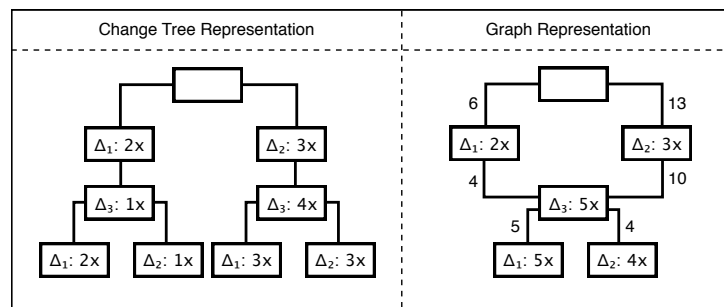 Change Tree Representation
Graph Representation
Δ₁: 2x
Δ₂: 3x
Δ₃: 1x
Δ₃: 4x
Δ₁: 2x
Δ₂: 1x
Δ₁: 3x
Δ₂: 3x
6
13
Δ₁: 2x
Δ₂: 3x
4
10
Δ₃: 5x
5
4
Δ₁: 5x
Δ₂: 4x